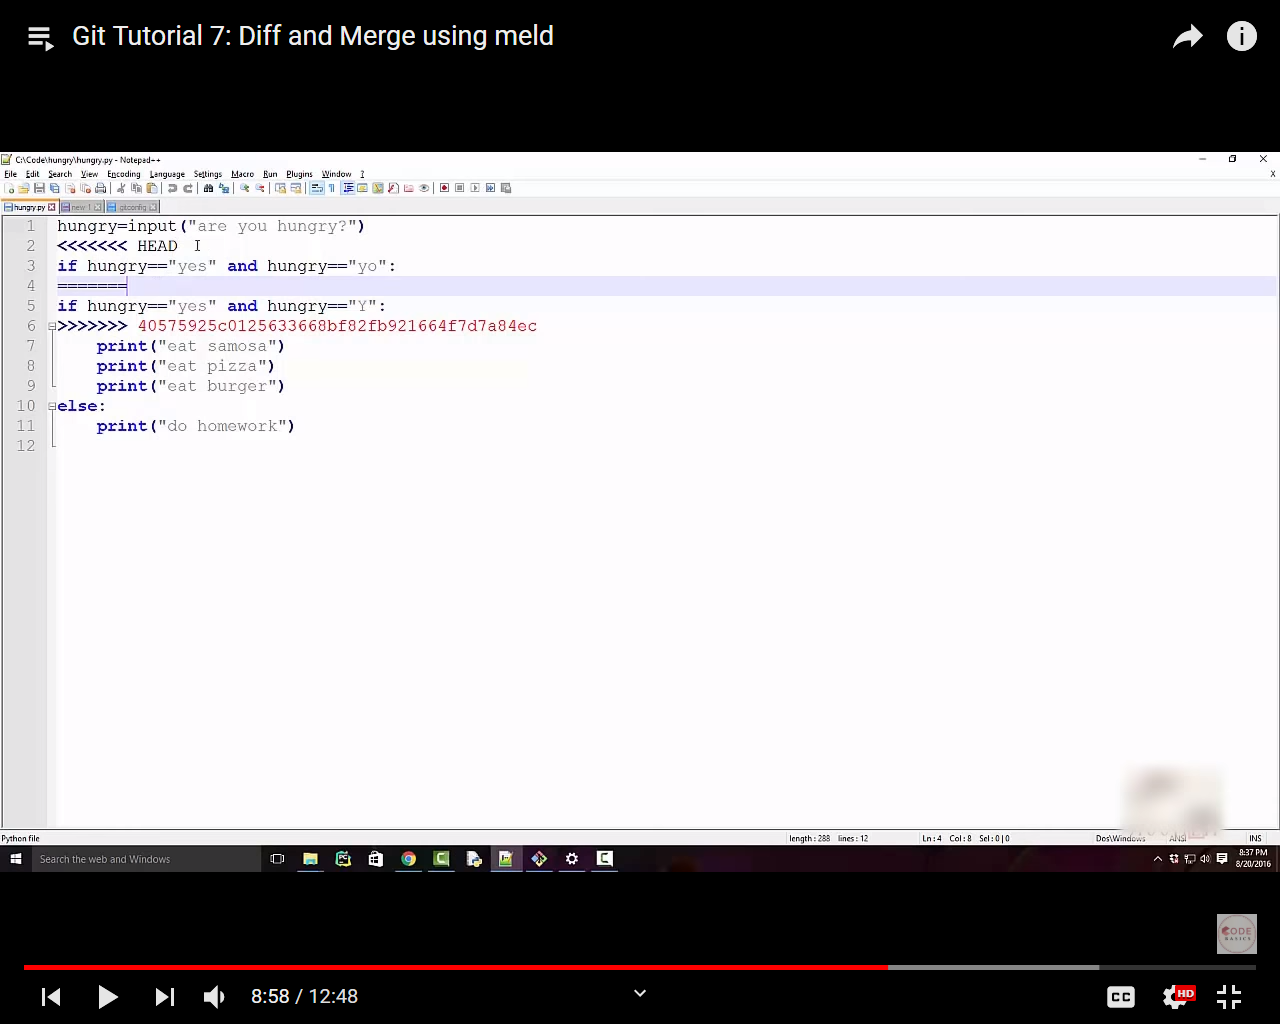 Git Tutorial 7: Diff and Merge using meld
C:\Code\hungry\hungry.py - Notepad++
File Edit Search View Encoding Language Settings Macro Run Plugins Window ? X
hungry.py new 1 gitconfig
1 hungry=input("are you hungry?")
2 <<<<<<< HEAD
3 if hungry=="yes" and hungry=="yo":
4 =======
5 if hungry=="yes" and hungry=="Y":
6 >>>>>>> 40575925c0125633668bf82fb921664f7d7a84ec
7 print("eat samosa")
8 print("eat pizza")
9 print("eat burger")
10 else:
11 print("do homework")
12
Python file length : 288 lines : 12 Ln : 4 Col : 8 Sel : 0 | 0 Dos\Windows ANSI INS
Search the web and Windows
8:37 PM
8/20/2016
CODE
BASICS
8:58 / 12:48
CC
HD